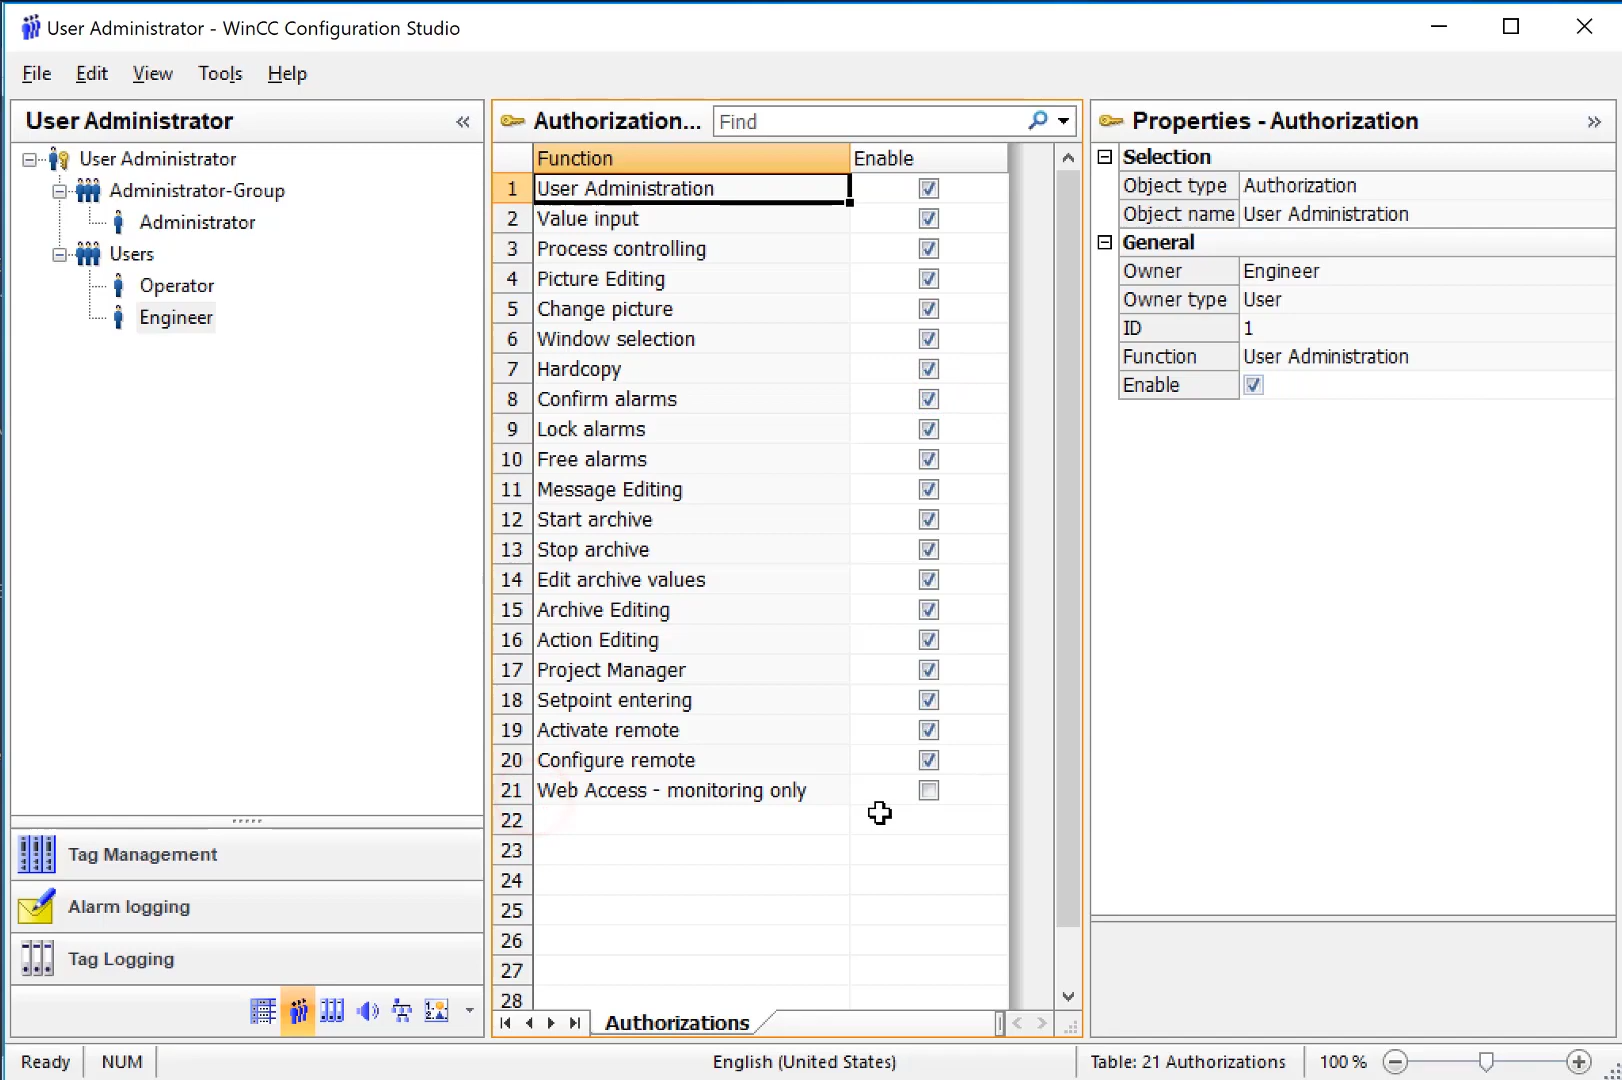 User Administrator - WinCC Configuration Studio
File Edit View Tools Help
User Administrator
User Administrator
Administrator-Group
Administrator
Users
Operator
Engineer
Tag Management
Alarm logging
Tag Logging
Authorization... Find
Function Enable
1 User Administration
2 Value input
3 Process controlling
4 Picture Editing
5 Change picture
6 Window selection
7 Hardcopy
8 Confirm alarms
9 Lock alarms
10 Free alarms
11 Message Editing
12 Start archive
13 Stop archive
14 Edit archive values
15 Archive Editing
16 Action Editing
17 Project Manager
18 Setpoint entering
19 Activate remote
20 Configure remote
21 Web Access - monitoring only
22
23
24
25
26
27
28
Authorizations
Properties - Authorization
Selection
Object type Authorization
Object name User Administration
General
Owner Engineer
Owner type User
ID 1
Function User Administration
Enable
Ready NUM English (United States) Table: 21 Authorizations 100 %